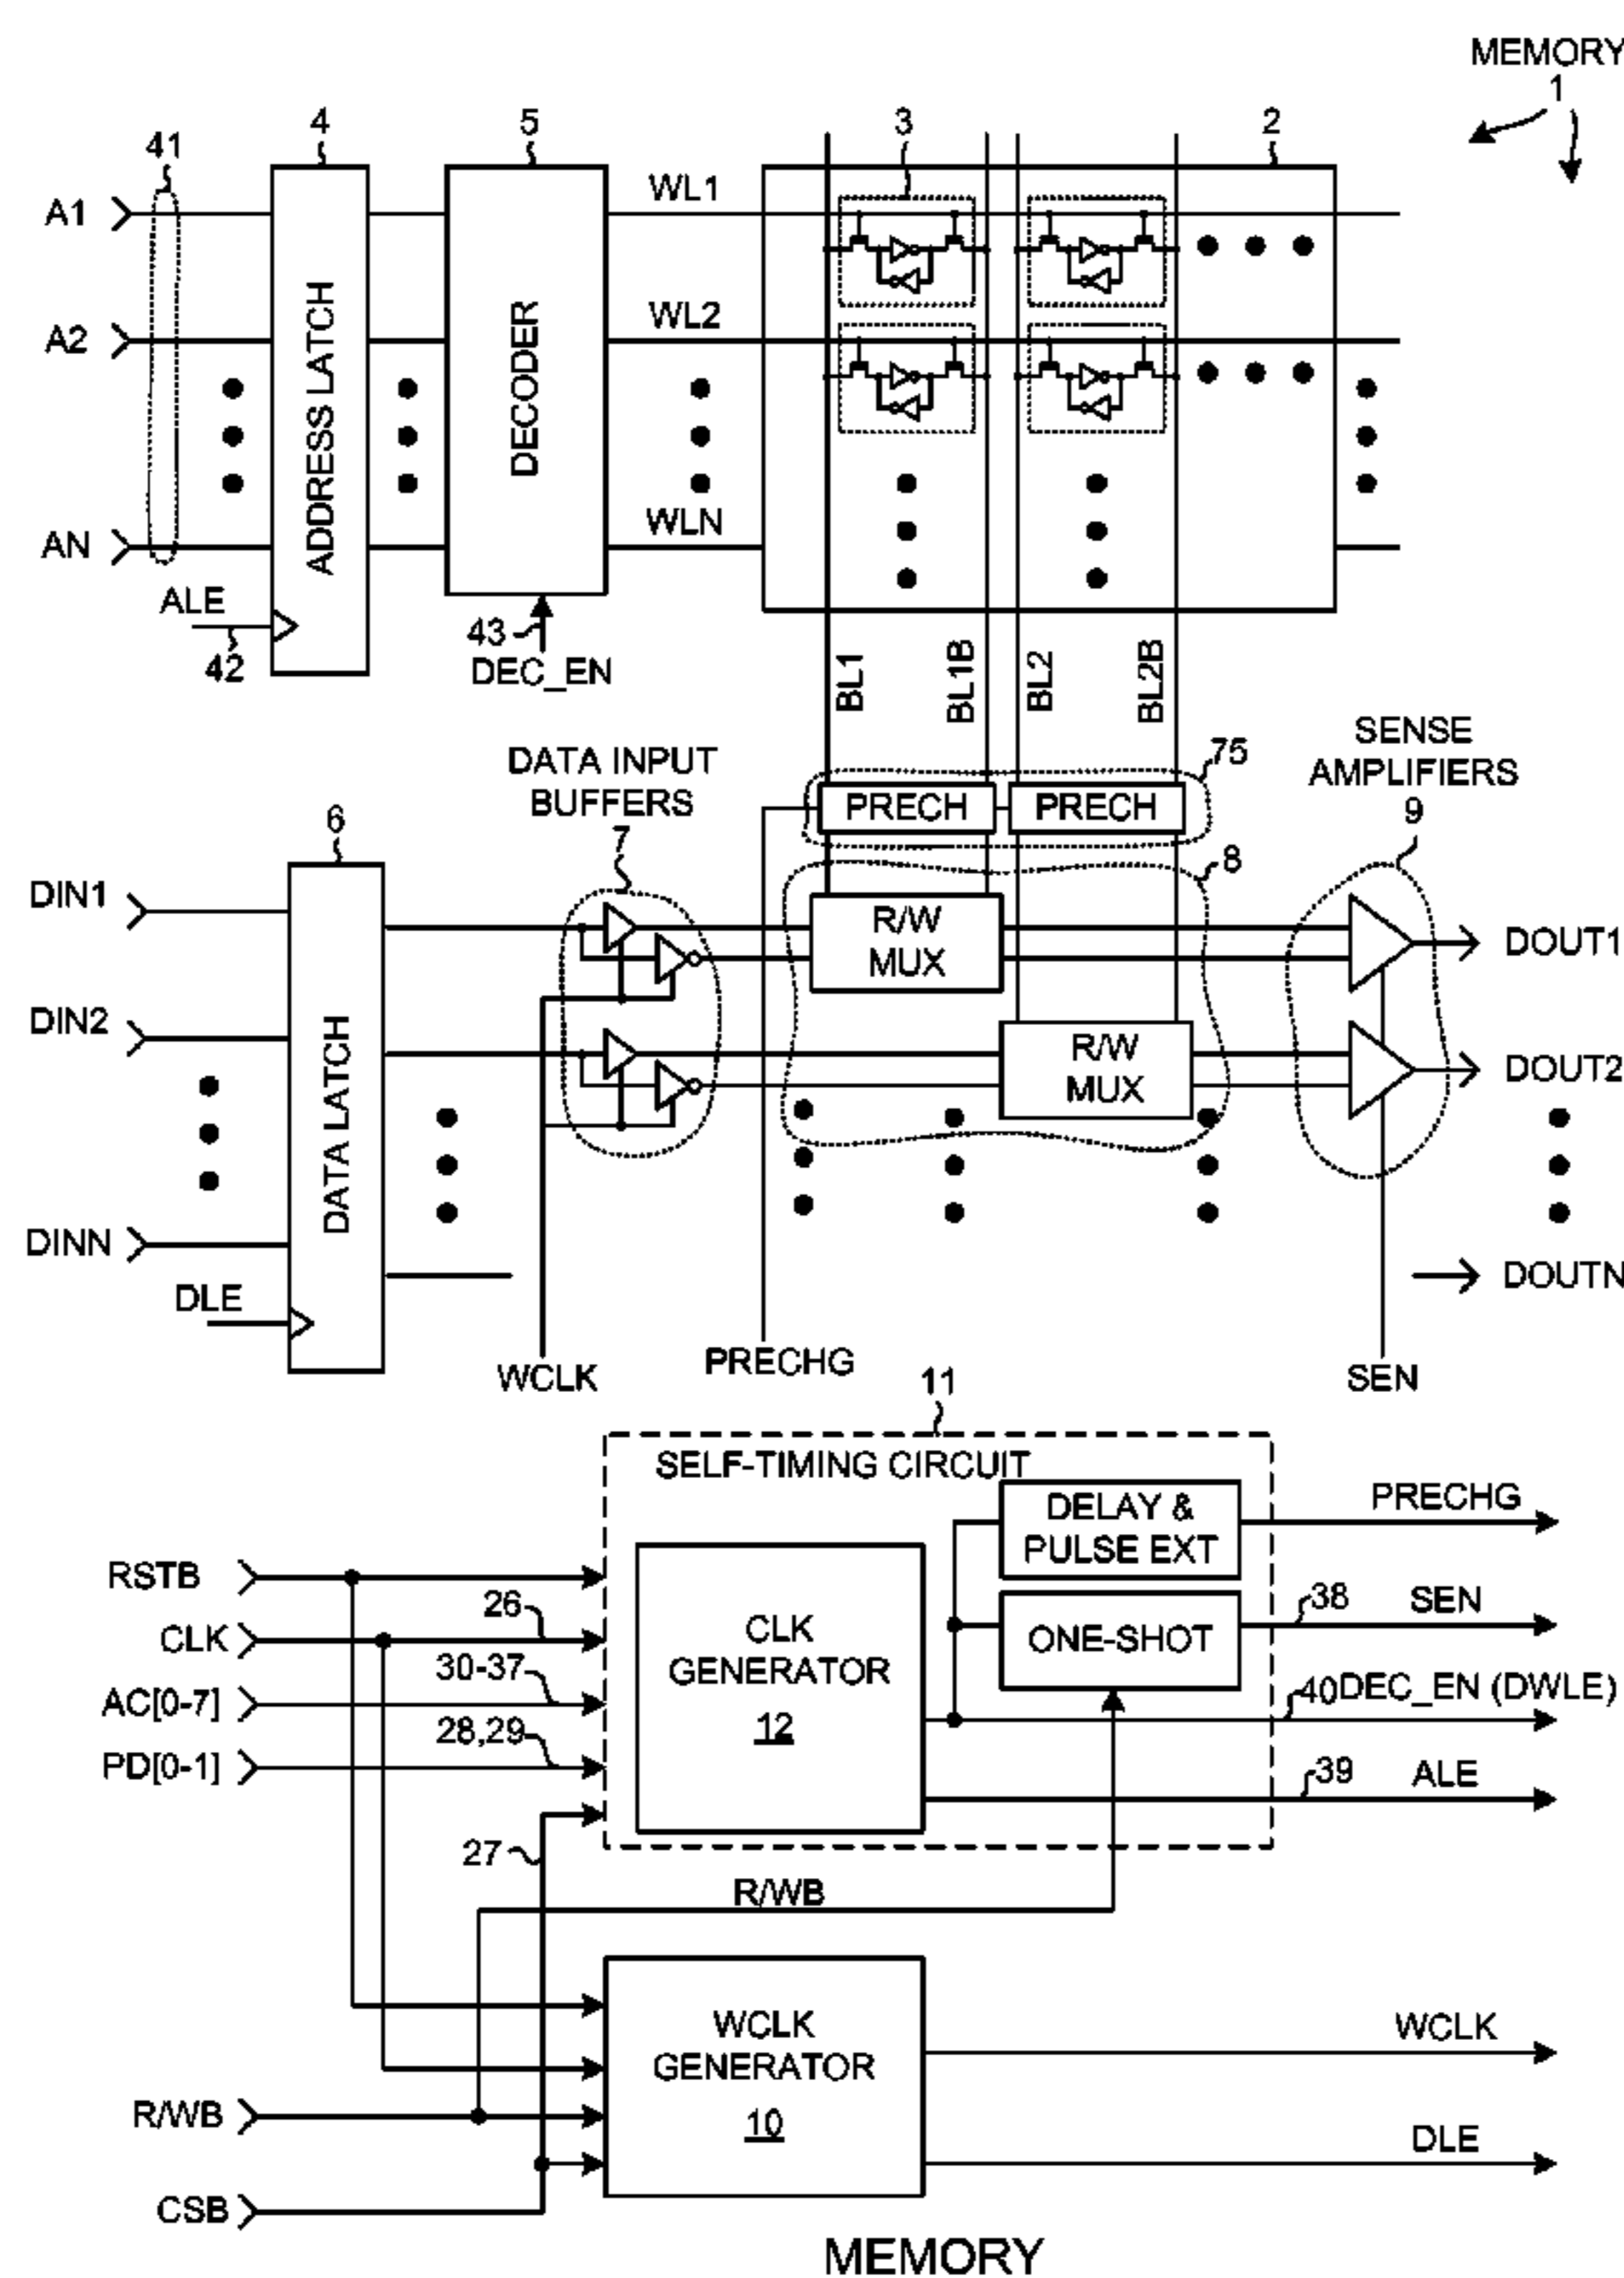 MEMORY
1
41
4
5
3
2
A1
WL1
A2
WL2
ADDRESS LATCH
DECODER
AN
WLN
ALE
42
43
DEC_EN
BL1
BL1B
BL2
BL2B
DATA INPUT
BUFFERS
7
SENSE
AMPLIFIERS
9
75
PRECH
PRECH
6
8
DIN1
R/W
MUX
DOUT1
DIN2
R/W
MUX
DOUT2
DATA LATCH
DINN
DLE
DOUTN
WCLK
PRECHG
SEN
11
SELF-TIMING CIRCUIT
DELAY &
PULSE EXT
PRECHG
RSTB
26
CLK
CLK
GENERATOR
12
ONE-SHOT
38
SEN
30-37
AC[0-7]
40
DEC_EN (DWLE)
28,29
PD[0-1]
39
ALE
27
R/WB
WCLK
GENERATOR
10
WCLK
R/WB
DLE
CSB
MEMORY